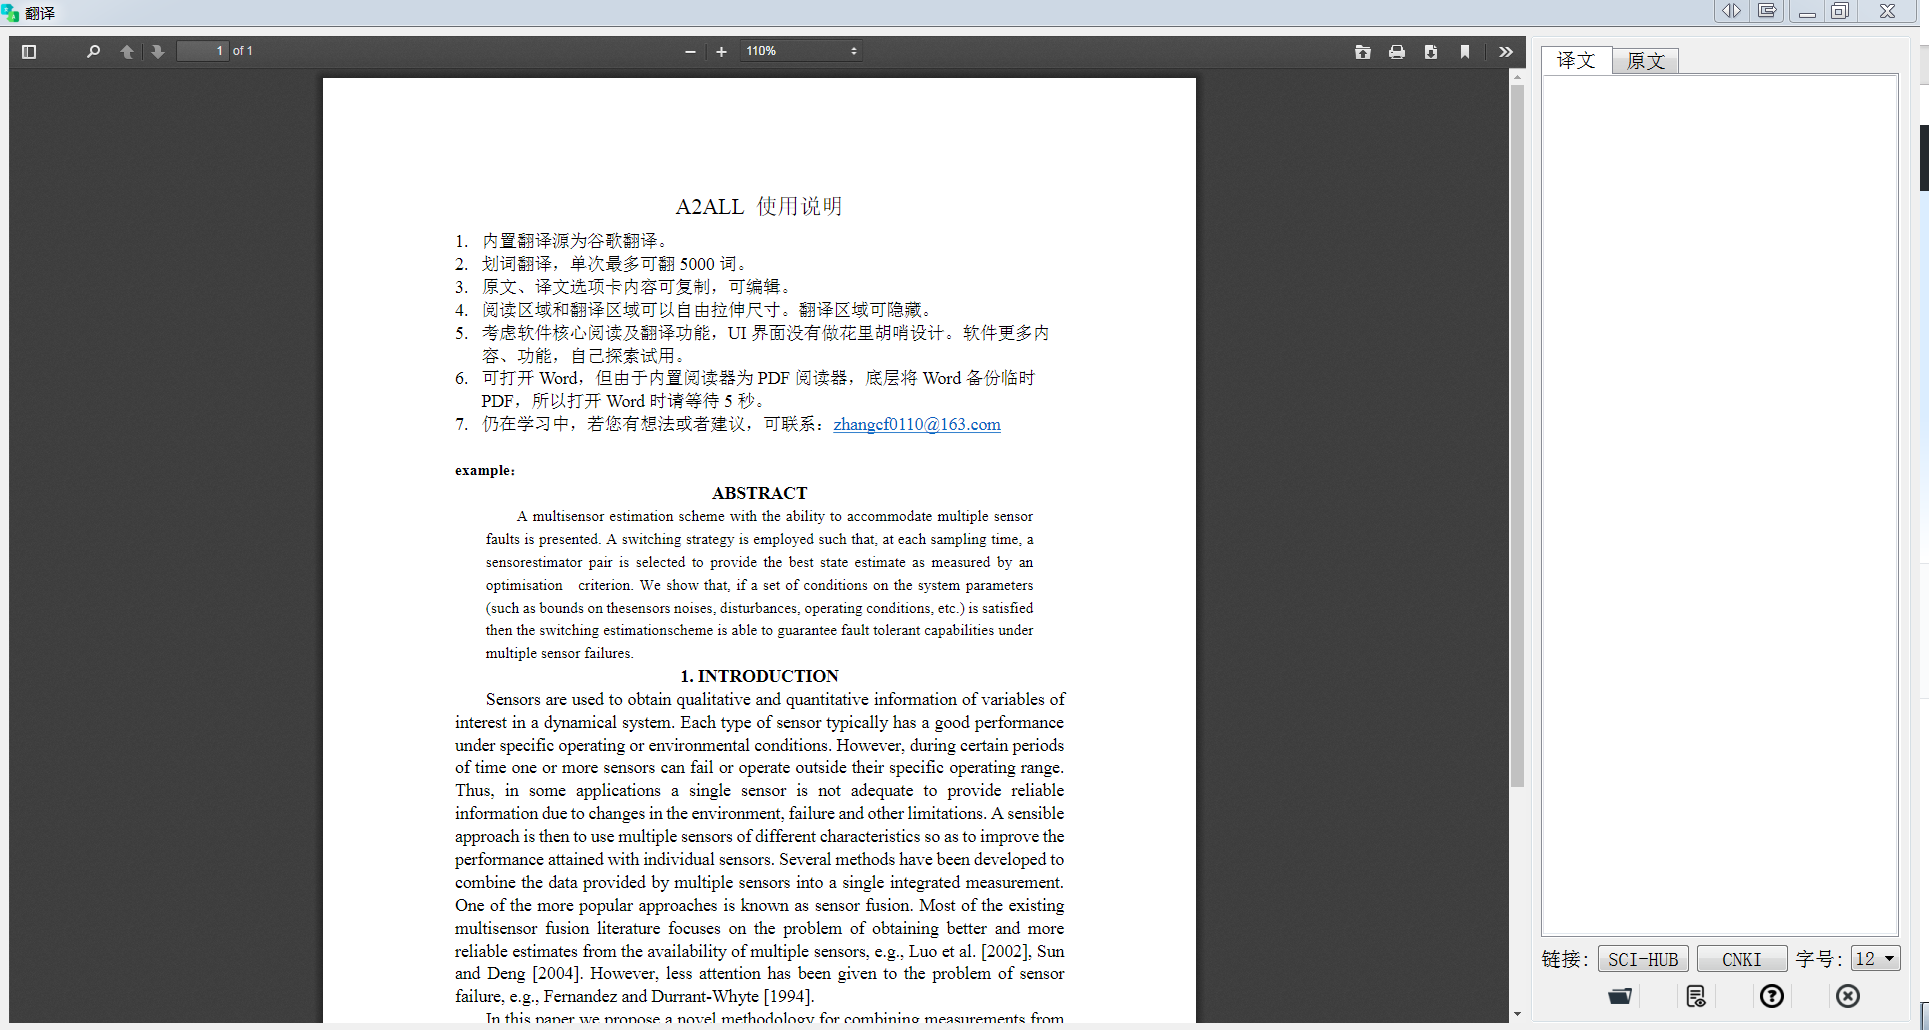 翻译
1 of 1
110%
译文
原文
A2ALL 使用说明
1. 内置翻译源为谷歌翻译。
2. 划词翻译，单次最多可翻 5000 词。
3. 原文、译文选项卡内容可复制，可编辑。
4. 阅读区域和翻译区域可以自由拉伸尺寸。翻译区域可隐藏。
5. 考虑软件核心阅读及翻译功能，UI 界面没有做花里胡哨设计。软件更多内
容、功能，自己探索试用。
6. 可打开 Word，但由于内置阅读器为 PDF 阅读器，底层将 Word 备份临时
PDF，所以打开 Word 时请等待 5 秒。
7. 仍在学习中，若您有想法或者建议，可联系：zhangcf0110@163.com
example：
ABSTRACT
A multisensor estimation scheme with the ability to accommodate multiple sensor
faults is presented. A switching strategy is employed such that, at each sampling time, a
sensorestimator pair is selected to provide the best state estimate as measured by an
optimisation criterion. We show that, if a set of conditions on the system parameters
(such as bounds on thesensors noises, disturbances, operating conditions, etc.) is satisfied
then the switching estimationscheme is able to guarantee fault tolerant capabilities under
multiple sensor failures.
1. INTRODUCTION
Sensors are used to obtain qualitative and quantitative information of variables of
interest in a dynamical system. Each type of sensor typically has a good performance
under specific operating or environmental conditions. However, during certain periods
of time one or more sensors can fail or operate outside their specific operating range.
Thus, in some applications a single sensor is not adequate to provide reliable
information due to changes in the environment, failure and other limitations. A sensible
approach is then to use multiple sensors of different characteristics so as to improve the
performance attained with individual sensors. Several methods have been developed to
combine the data provided by multiple sensors into a single integrated measurement.
One of the more popular approaches is known as sensor fusion. Most of the existing
multisensor fusion literature focuses on the problem of obtaining better and more
reliable estimates from the availability of multiple sensors, e.g., Luo et al. [2002], Sun
and Deng [2004]. However, less attention has been given to the problem of sensor
failure, e.g., Fernandez and Durrant-Whyte [1994].
In this paper we propose a novel methodology for combining measurements from
链接: SCI-HUB CNKI 字号: 12